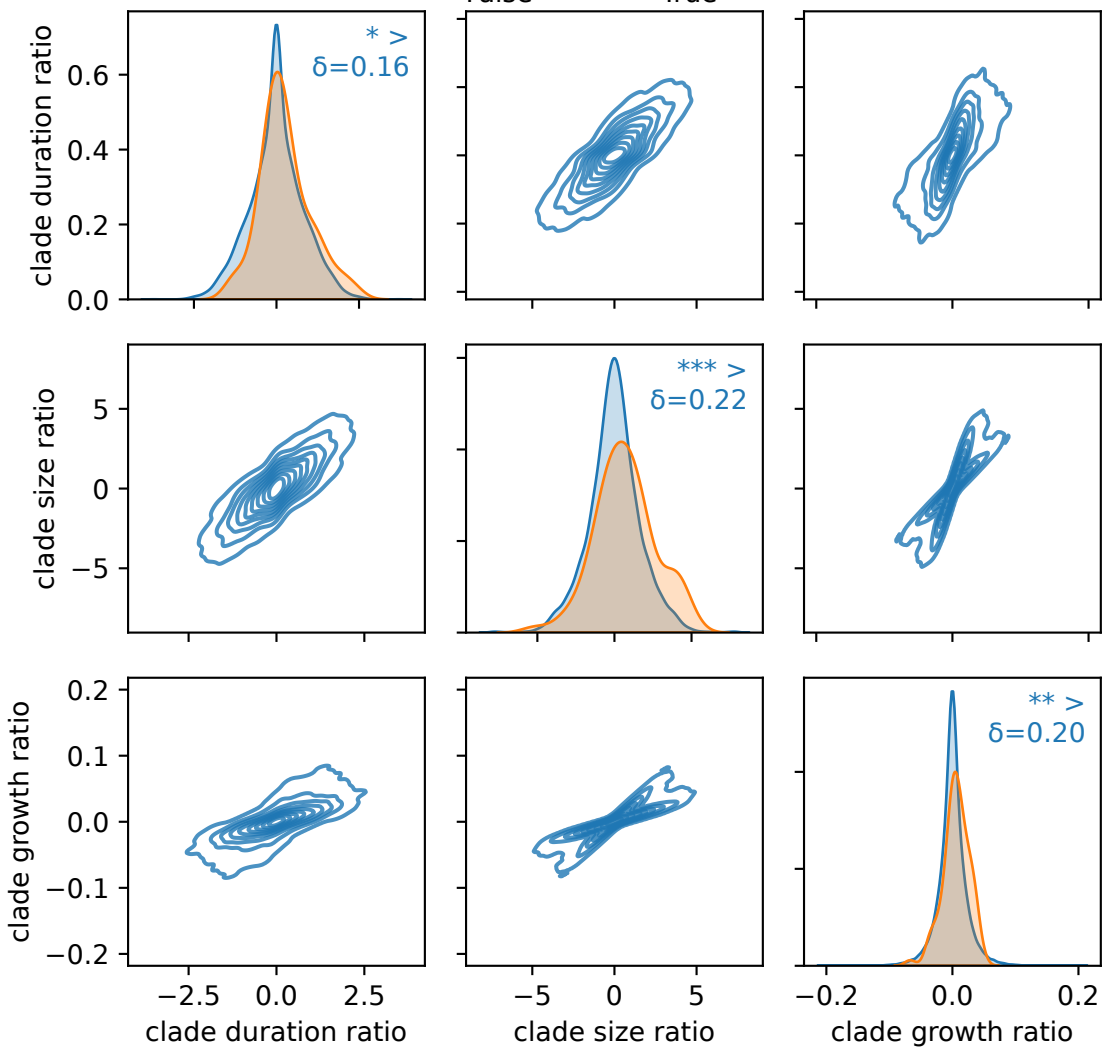 False True
clade duration ratio
0.6
0.4
0.2
0.0
* >
δ=0.16
clade size ratio
5
0
−5
*** >
δ=0.22
clade growth ratio
0.2
0.1
0.0
−0.1
−0.2
** >
δ=0.20
−2.5 0.0 2.5
−5 0 5
−0.2 0.0 0.2
clade duration ratio
clade size ratio
clade growth ratio